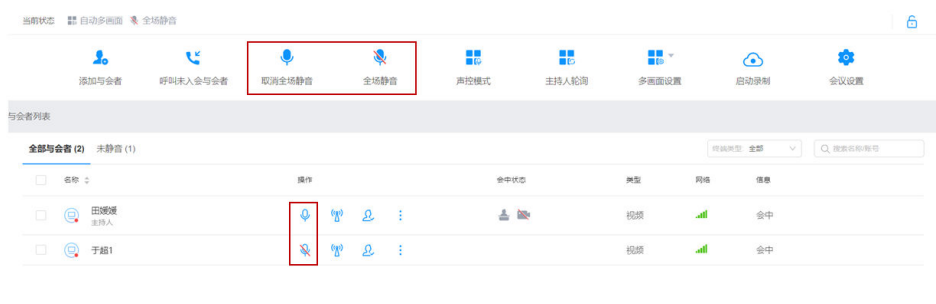 当前状态 自动多画面 全场静音
添加与会者 呼叫未入会与会者 取消全场静音 全场静音 声控模式 主持人轮询 多画面设置 启动录制 会议设置
与会者列表
全部与会者 (2) 未静音 (1) 终端类型 全部 搜索名称/账号
名称 操作 会中状态 类型 网络 信息
田媛媛 视频 会中
主持人
于超1 视频 会中